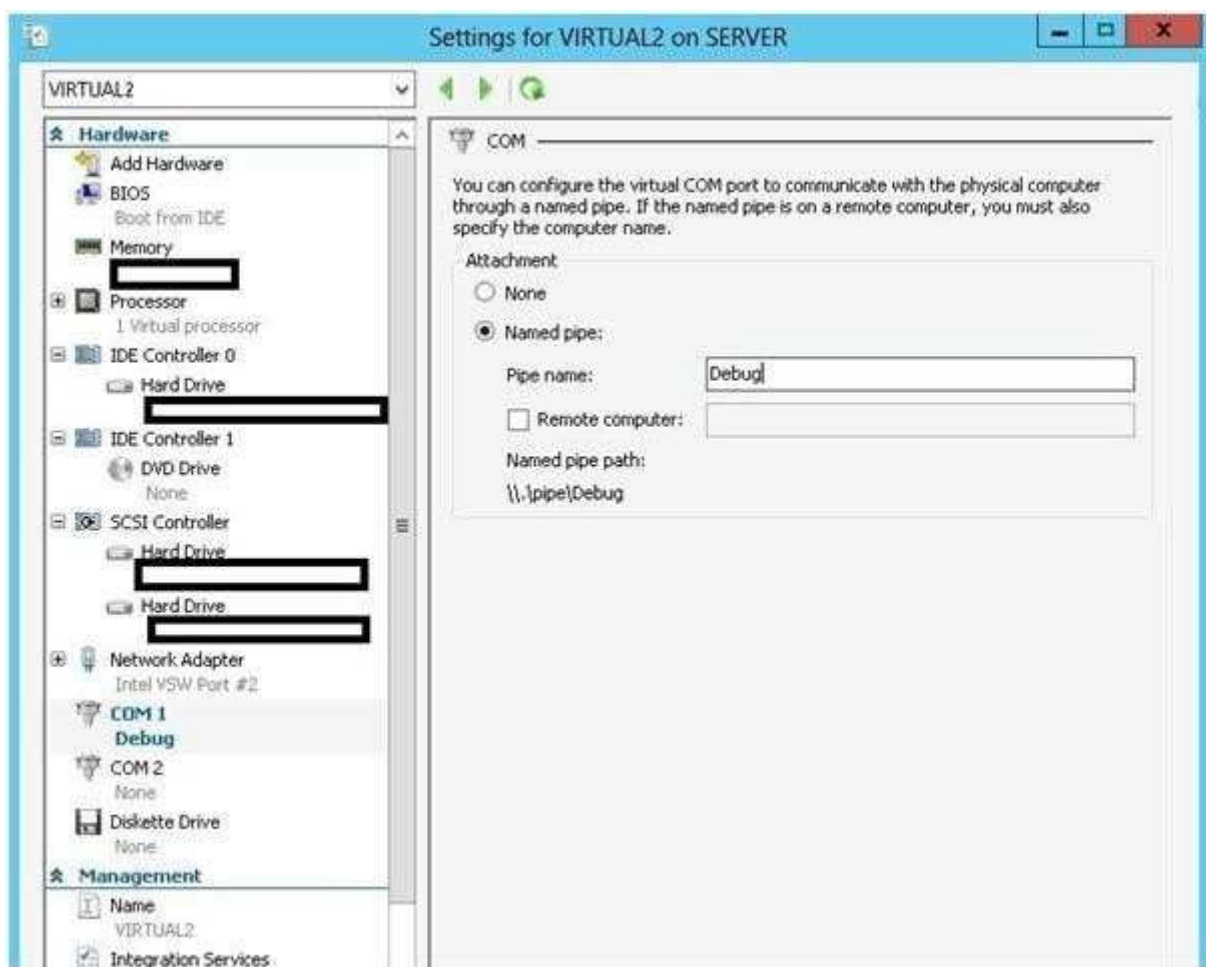 Settings for VIRTUAL2 on SERVER
VIRTUAL2
Hardware
Add Hardware
BIOS
Boot from IDE
Memory
Processor
1 Virtual processor
IDE Controller 0
Hard Drive
IDE Controller 1
DVD Drive
None
SCSI Controller
Hard Drive
Hard Drive
Network Adapter
Intel VSW Port #2
COM 1
Debug
COM 2
None
Diskette Drive
None
Management
Name
VIRTUAL2
Integration Services
COM
You can configure the virtual COM port to communicate with the physical computer
through a named pipe. If the named pipe is on a remote computer, you must also
specify the computer name.
Attachment
None
Named pipe:
Pipe name: Debug
Remote computer:
Named pipe path:
\\.\pipe\Debug